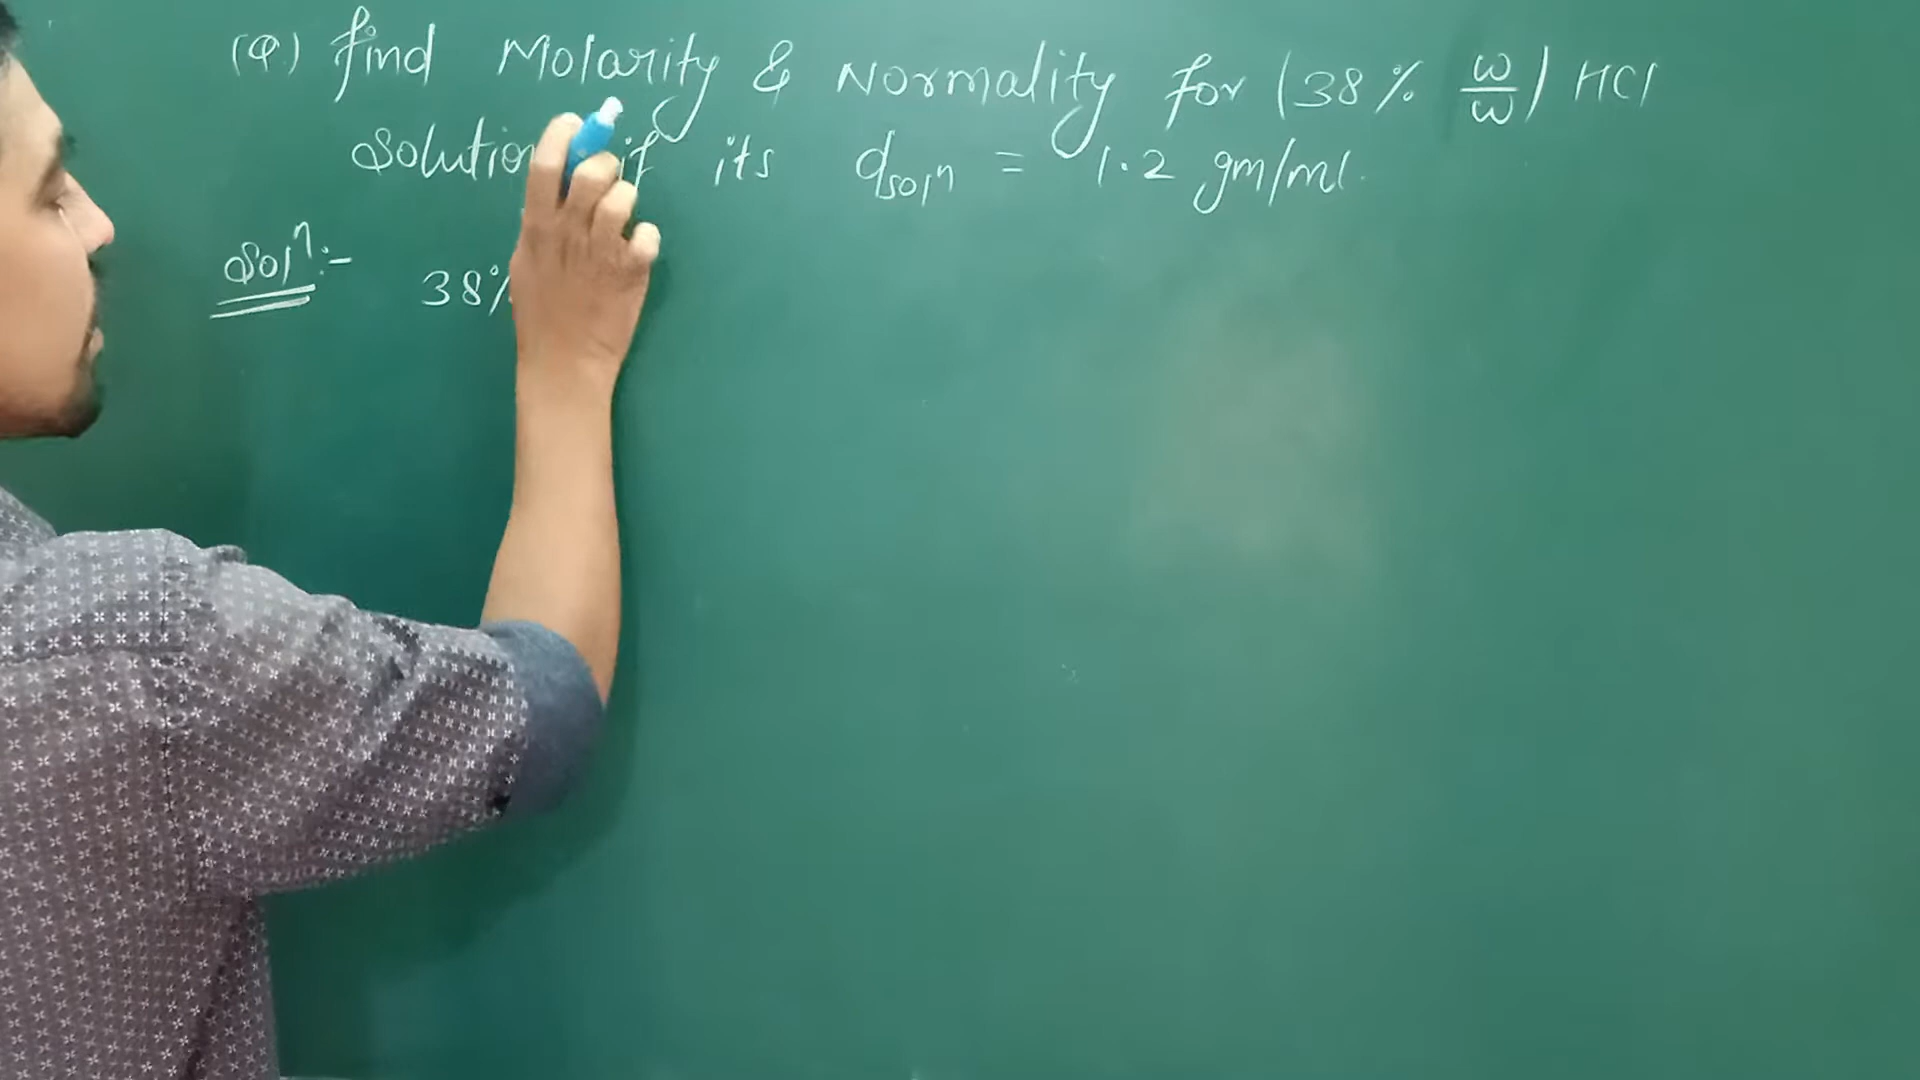 (Q.) find Molarity & Normality for (38% w/w) HCl
Solution if its dsolⁿ = 1.2 gm/ml.
Solⁿ:- 38%